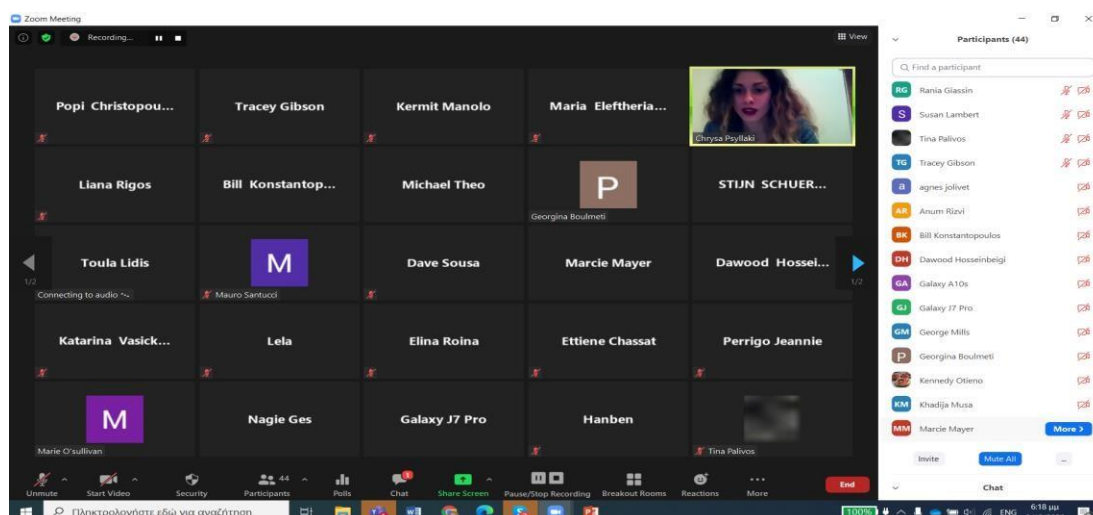 Zoom Meeting
Recording...
View
Popi Christopou...
Tracey Gibson
Kermit Manolo
Maria Eleftheria...
Chrysa Psyllaki
Liana Rigos
Bill Konstantop...
Michael Theo
P
Georgina Boulmeti
STIJN SCHUER...
Toula Lidis
Connecting to audio
M
Mauro Santucci
Dave Sousa
Marcie Mayer
Dawood Hossei...
1/2
1/2
Katarina Vasick...
Lela
Elina Roina
Ettiene Chassat
Perrigo Jeannie
M
Marie O'sullivan
Nagie Ges
Galaxy J7 Pro
Hanben
Tina Palivos
Unmute
Start Video
Security
Participants 44
Polls
Chat 1
Share Screen
Pause/Stop Recording
Breakout Rooms
Reactions
More
End
Participants (44)
Find a participant
RG Rania Giassin
S Susan Lambert
Tina Palivos
TG Tracey Gibson
a agnes jolivet
AR Anum Rizvi
BK Bill Konstantopoulos
DH Dawood Hosseinbeigi
GA Galaxy A10s
GJ Galaxy J7 Pro
GM George Mills
P Georgina Boulmeti
Kennedy Otieno
KM Khadija Musa
MM Marcie Mayer More >
Invite Mute All ...
Chat
Πληκτρολογήστε εδώ για αναζήτηση
100% ENG 6:18 μμ